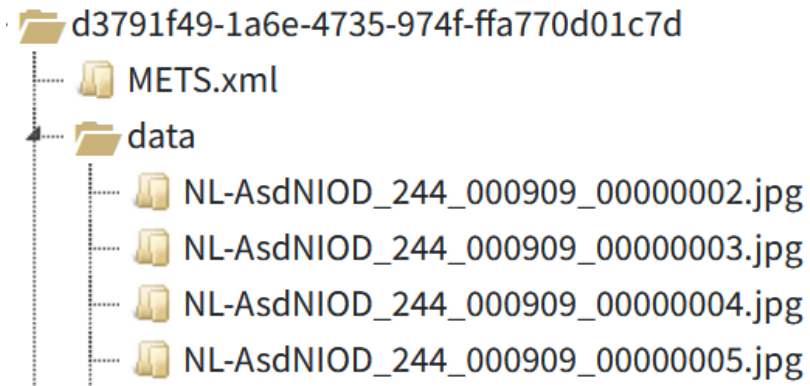 d3791f49-1a6e-4735-974f-ffa770d01c7d
METS.xml
data
NL-AsdNIOD_244_000909_00000002.jpg
NL-AsdNIOD_244_000909_00000003.jpg
NL-AsdNIOD_244_000909_00000004.jpg
NL-AsdNIOD_244_000909_00000005.jpg